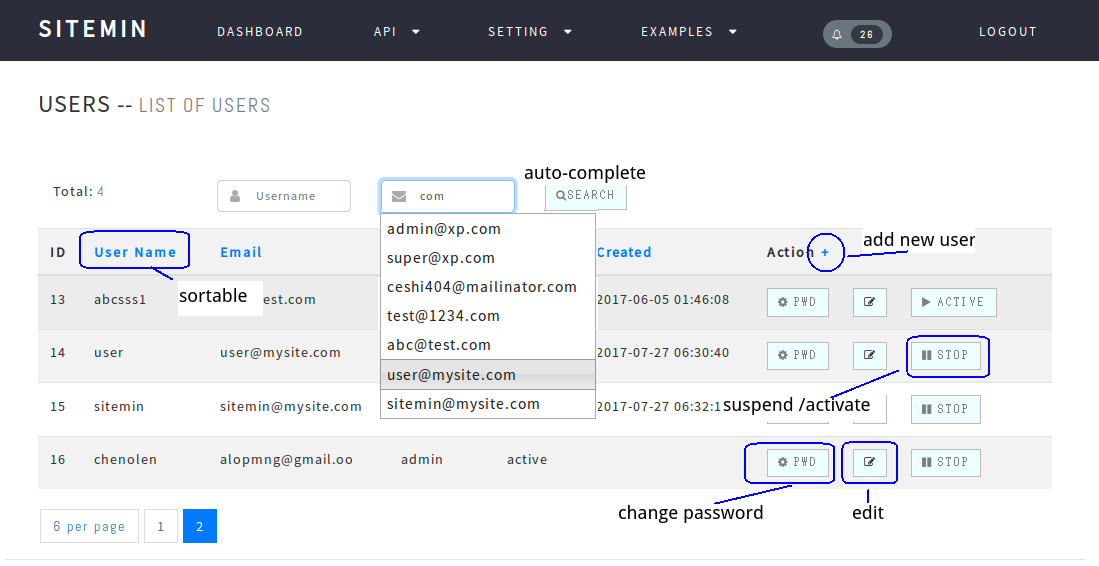 SITEMIN DASHBOARD API SETTING EXAMPLES 26 LOGOUT
USERS -- LIST OF USERS
auto-complete
Total: 4 Username com SEARCH
admin@xp.com
super@xp.com
ceshi404@mailinator.com
test@1234.com
abc@test.com
user@mysite.com
sitemin@mysite.com
add new user
ID User Name Email Created Action +
sortable
13 abcsss1 est.com 2017-06-05 01:46:08 PWD ACTIVE
14 user user@mysite.com 2017-07-27 06:30:40 PWD STOP
suspend /activate
15 sitemin sitemin@mysite.com 2017-07-27 06:32:1 STOP
16 chenolen alopmng@gmail.oo admin active PWD STOP
change password edit
6 per page 1 2